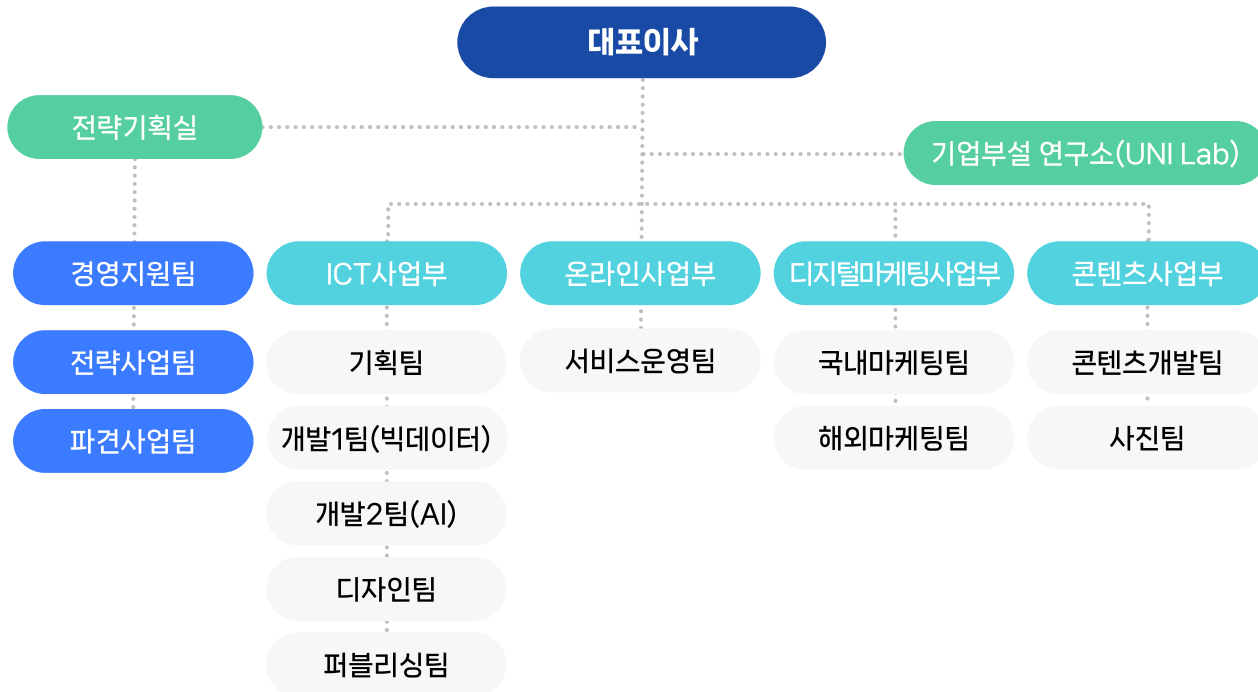 대표이사
전략기획실
기업부설 연구소(UNI Lab)
경영지원팀
ICT사업부
온라인사업부
디지털마케팅사업부
콘텐츠사업부
전략사업팀
기획팀
서비스운영팀
국내마케팅팀
콘텐츠개발팀
파견사업팀
개발1팀(빅데이터)
해외마케팅팀
사진팀
개발2팀(AI)
디자인팀
퍼블리싱팀